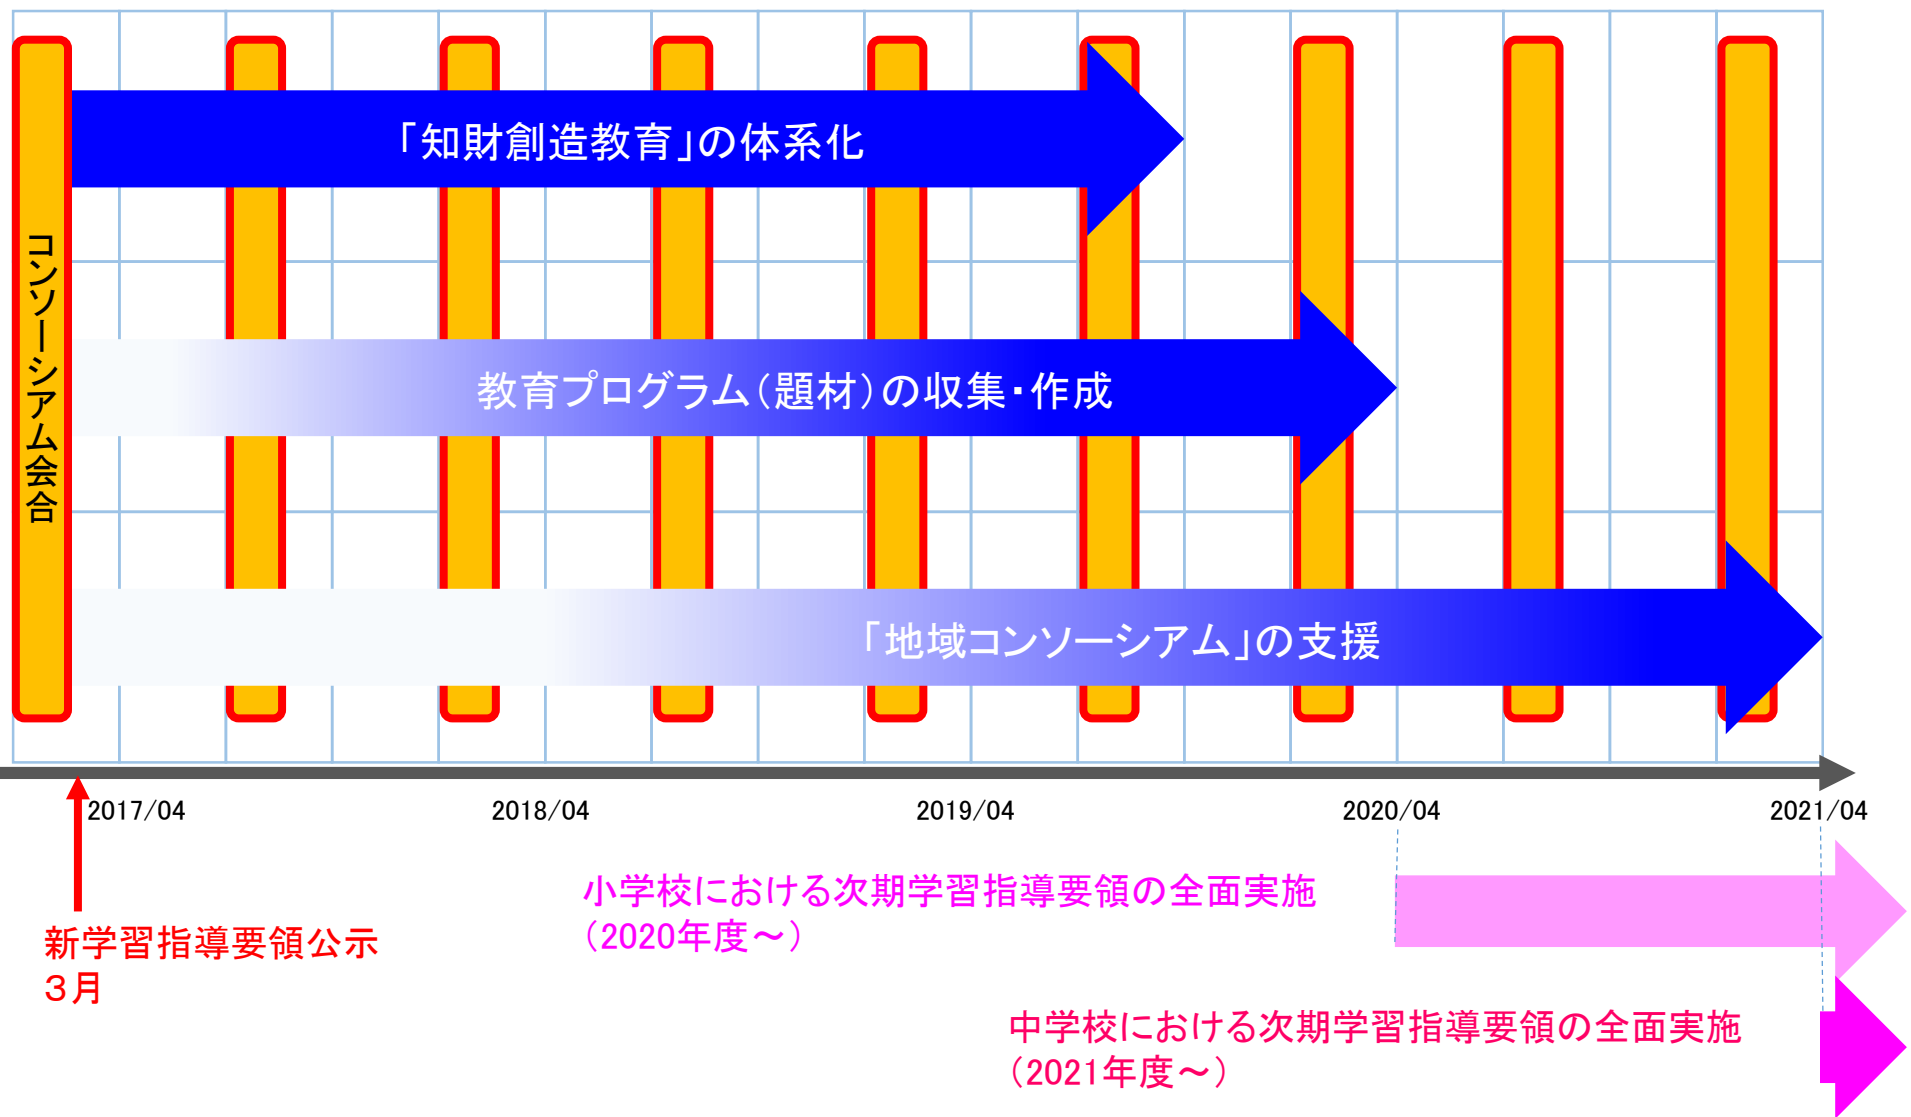 コンソーシアム会合
「知財創造教育」の体系化
教育プログラム（題材）の収集・作成
「地域コンソーシアム」の支援
2017/04
2018/04
2019/04
2020/04
2021/04
新学習指導要領公示
３月
小学校における次期学習指導要領の全面実施
（2020年度～）
中学校における次期学習指導要領の全面実施
（2021年度～）